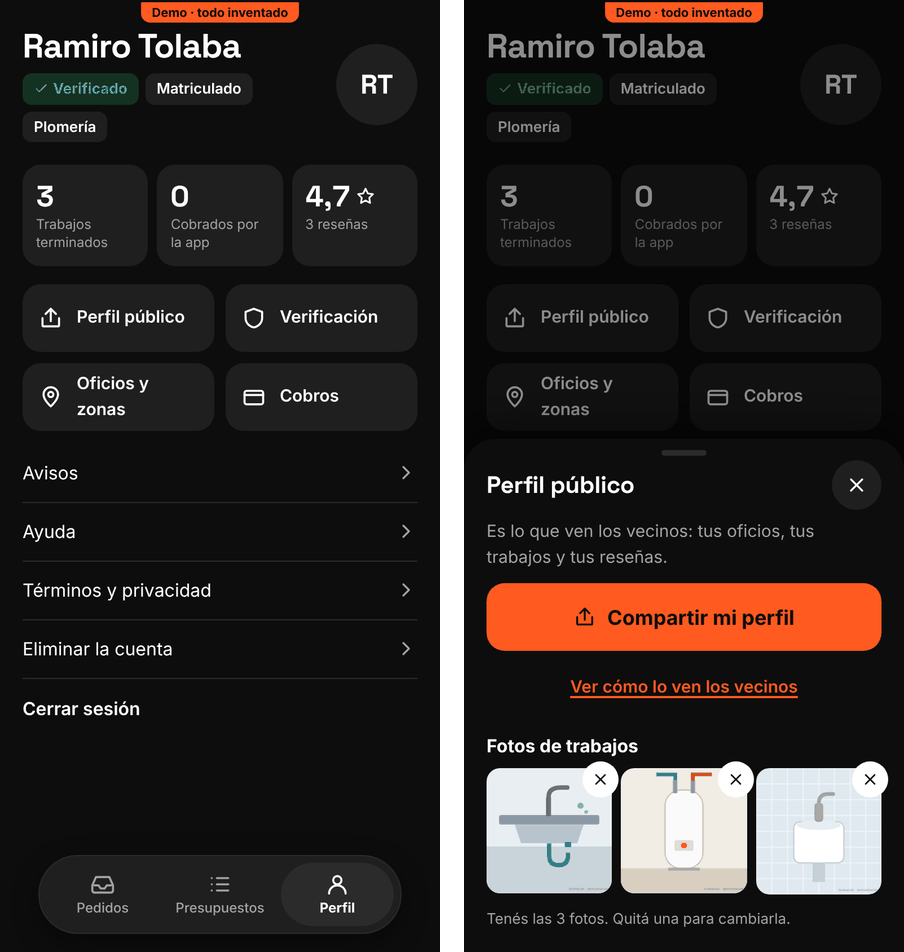 Demo · todo inventado
Ramiro Tolaba
Verificado
Matriculado
RT
Plomería
3
Trabajos
terminados
0
Cobrados por
la app
4,7
3 reseñas
Perfil público
Verificación
Oficios y
zonas
Cobros
Avisos
Ayuda
Términos y privacidad
Eliminar la cuenta
Cerrar sesión
Pedidos
Presupuestos
Perfil
Demo · todo inventado
Ramiro Tolaba
Verificado
Matriculado
RT
Plomería
3
Trabajos
terminados
0
Cobrados por
la app
4,7
3 reseñas
Perfil público
Verificación
Oficios y
zonas
Cobros
Perfil público
Es lo que ven los vecinos: tus oficios, tus
trabajos y tus reseñas.
Compartir mi perfil
Ver cómo lo ven los vecinos
Fotos de trabajos
Tenés las 3 fotos. Quitá una para cambiarla.